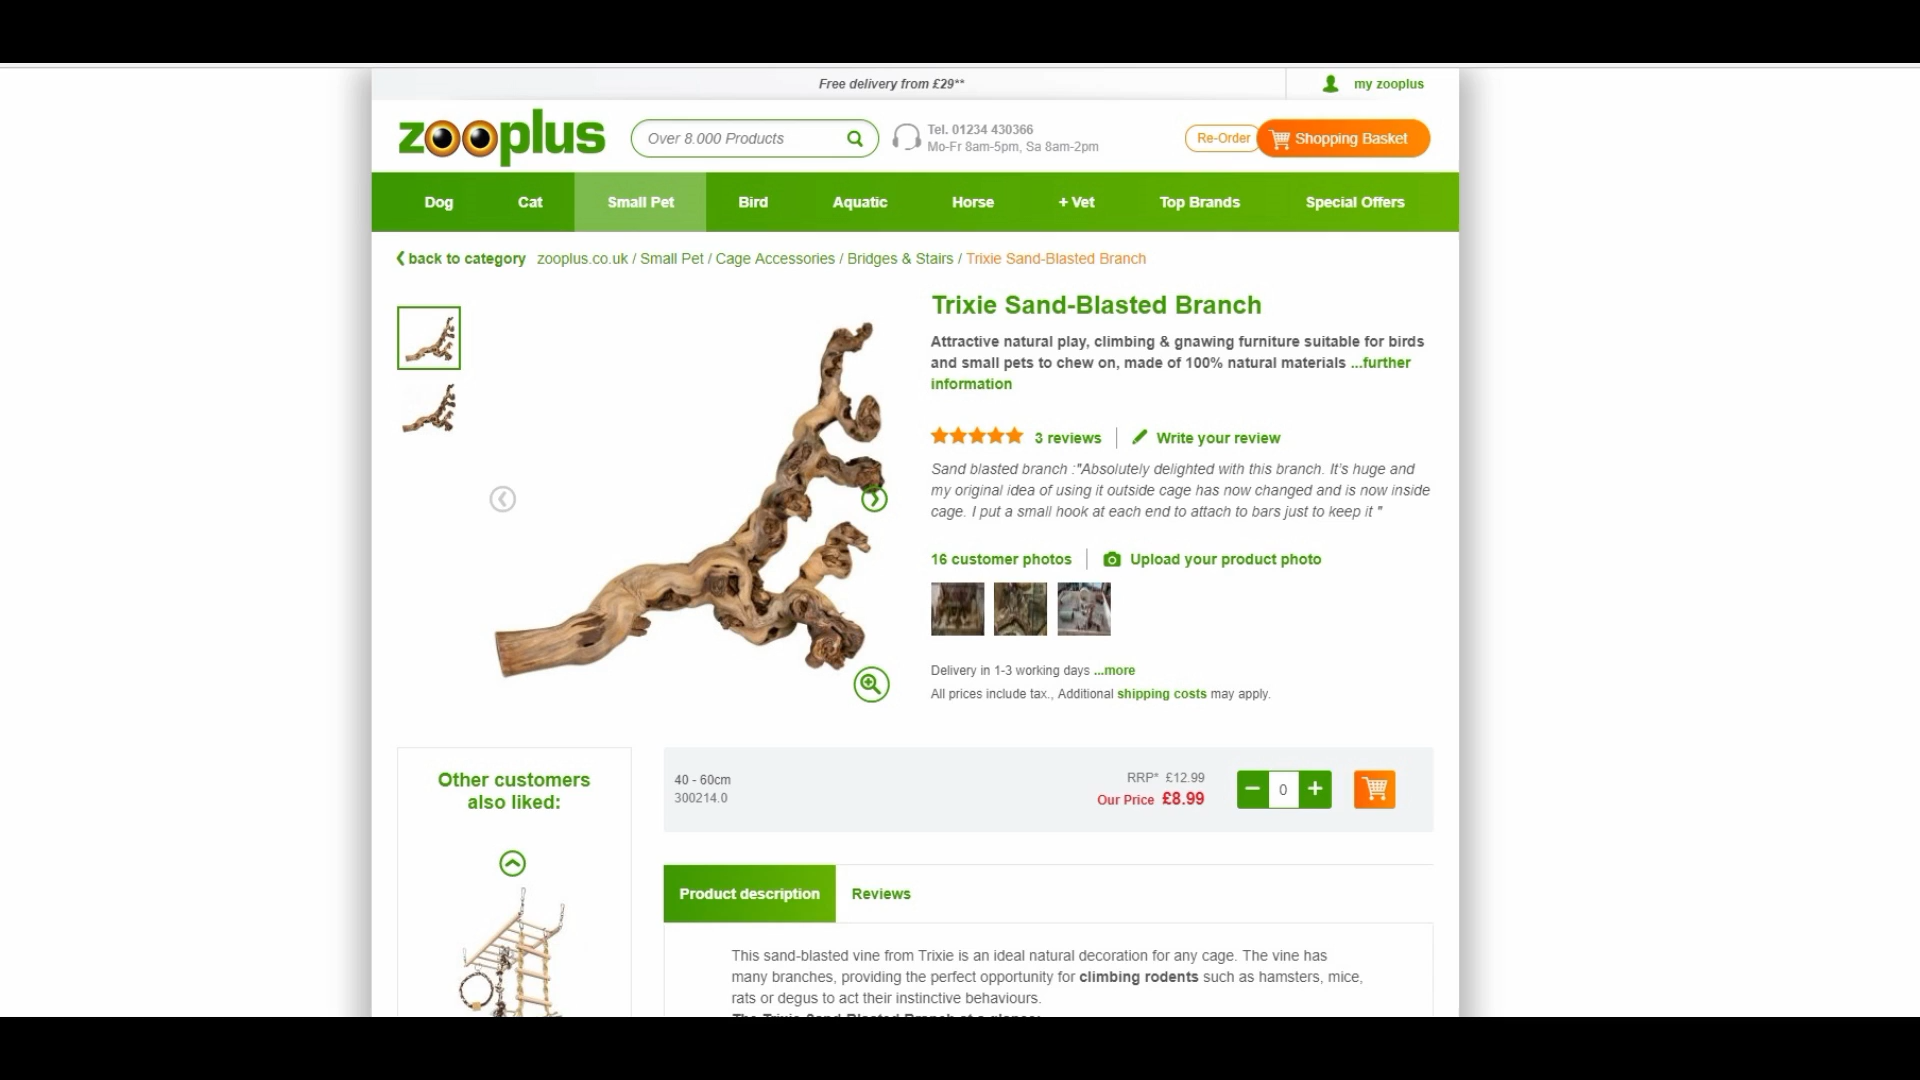 Free delivery from £29**
my zooplus
zooplus
Over 8.000 Products
Tel. 01234 430366
Mo-Fr 8am-5pm, Sa 8am-2pm
Re-Order
Shopping Basket
Dog Cat Small Pet Bird Aquatic Horse + Vet Top Brands Special Offers
back to category zooplus.co.uk / Small Pet / Cage Accessories / Bridges & Stairs / Trixie Sand-Blasted Branch
Trixie Sand-Blasted Branch
Attractive natural play, climbing & gnawing furniture suitable for birds
and small pets to chew on, made of 100% natural materials ...further
information
3 reviews Write your review
Sand blasted branch :"Absolutely delighted with this branch. It's huge and
my original idea of using it outside cage has now changed and is now inside
cage. I put a small hook at each end to attach to bars just to keep it "
16 customer photos Upload your product photo
Delivery in 1-3 working days ...more
All prices include tax., Additional shipping costs may apply.
Other customers
also liked:
40 - 60cm
300214.0
RRP* £12.99
Our Price £8.99
0
Product description Reviews
This sand-blasted vine from Trixie is an ideal natural decoration for any cage. The vine has
many branches, providing the perfect opportunity for climbing rodents such as hamsters, mice,
rats or degus to act their instinctive behaviours.
The Trixie Sand-Blasted Branch at a glance: